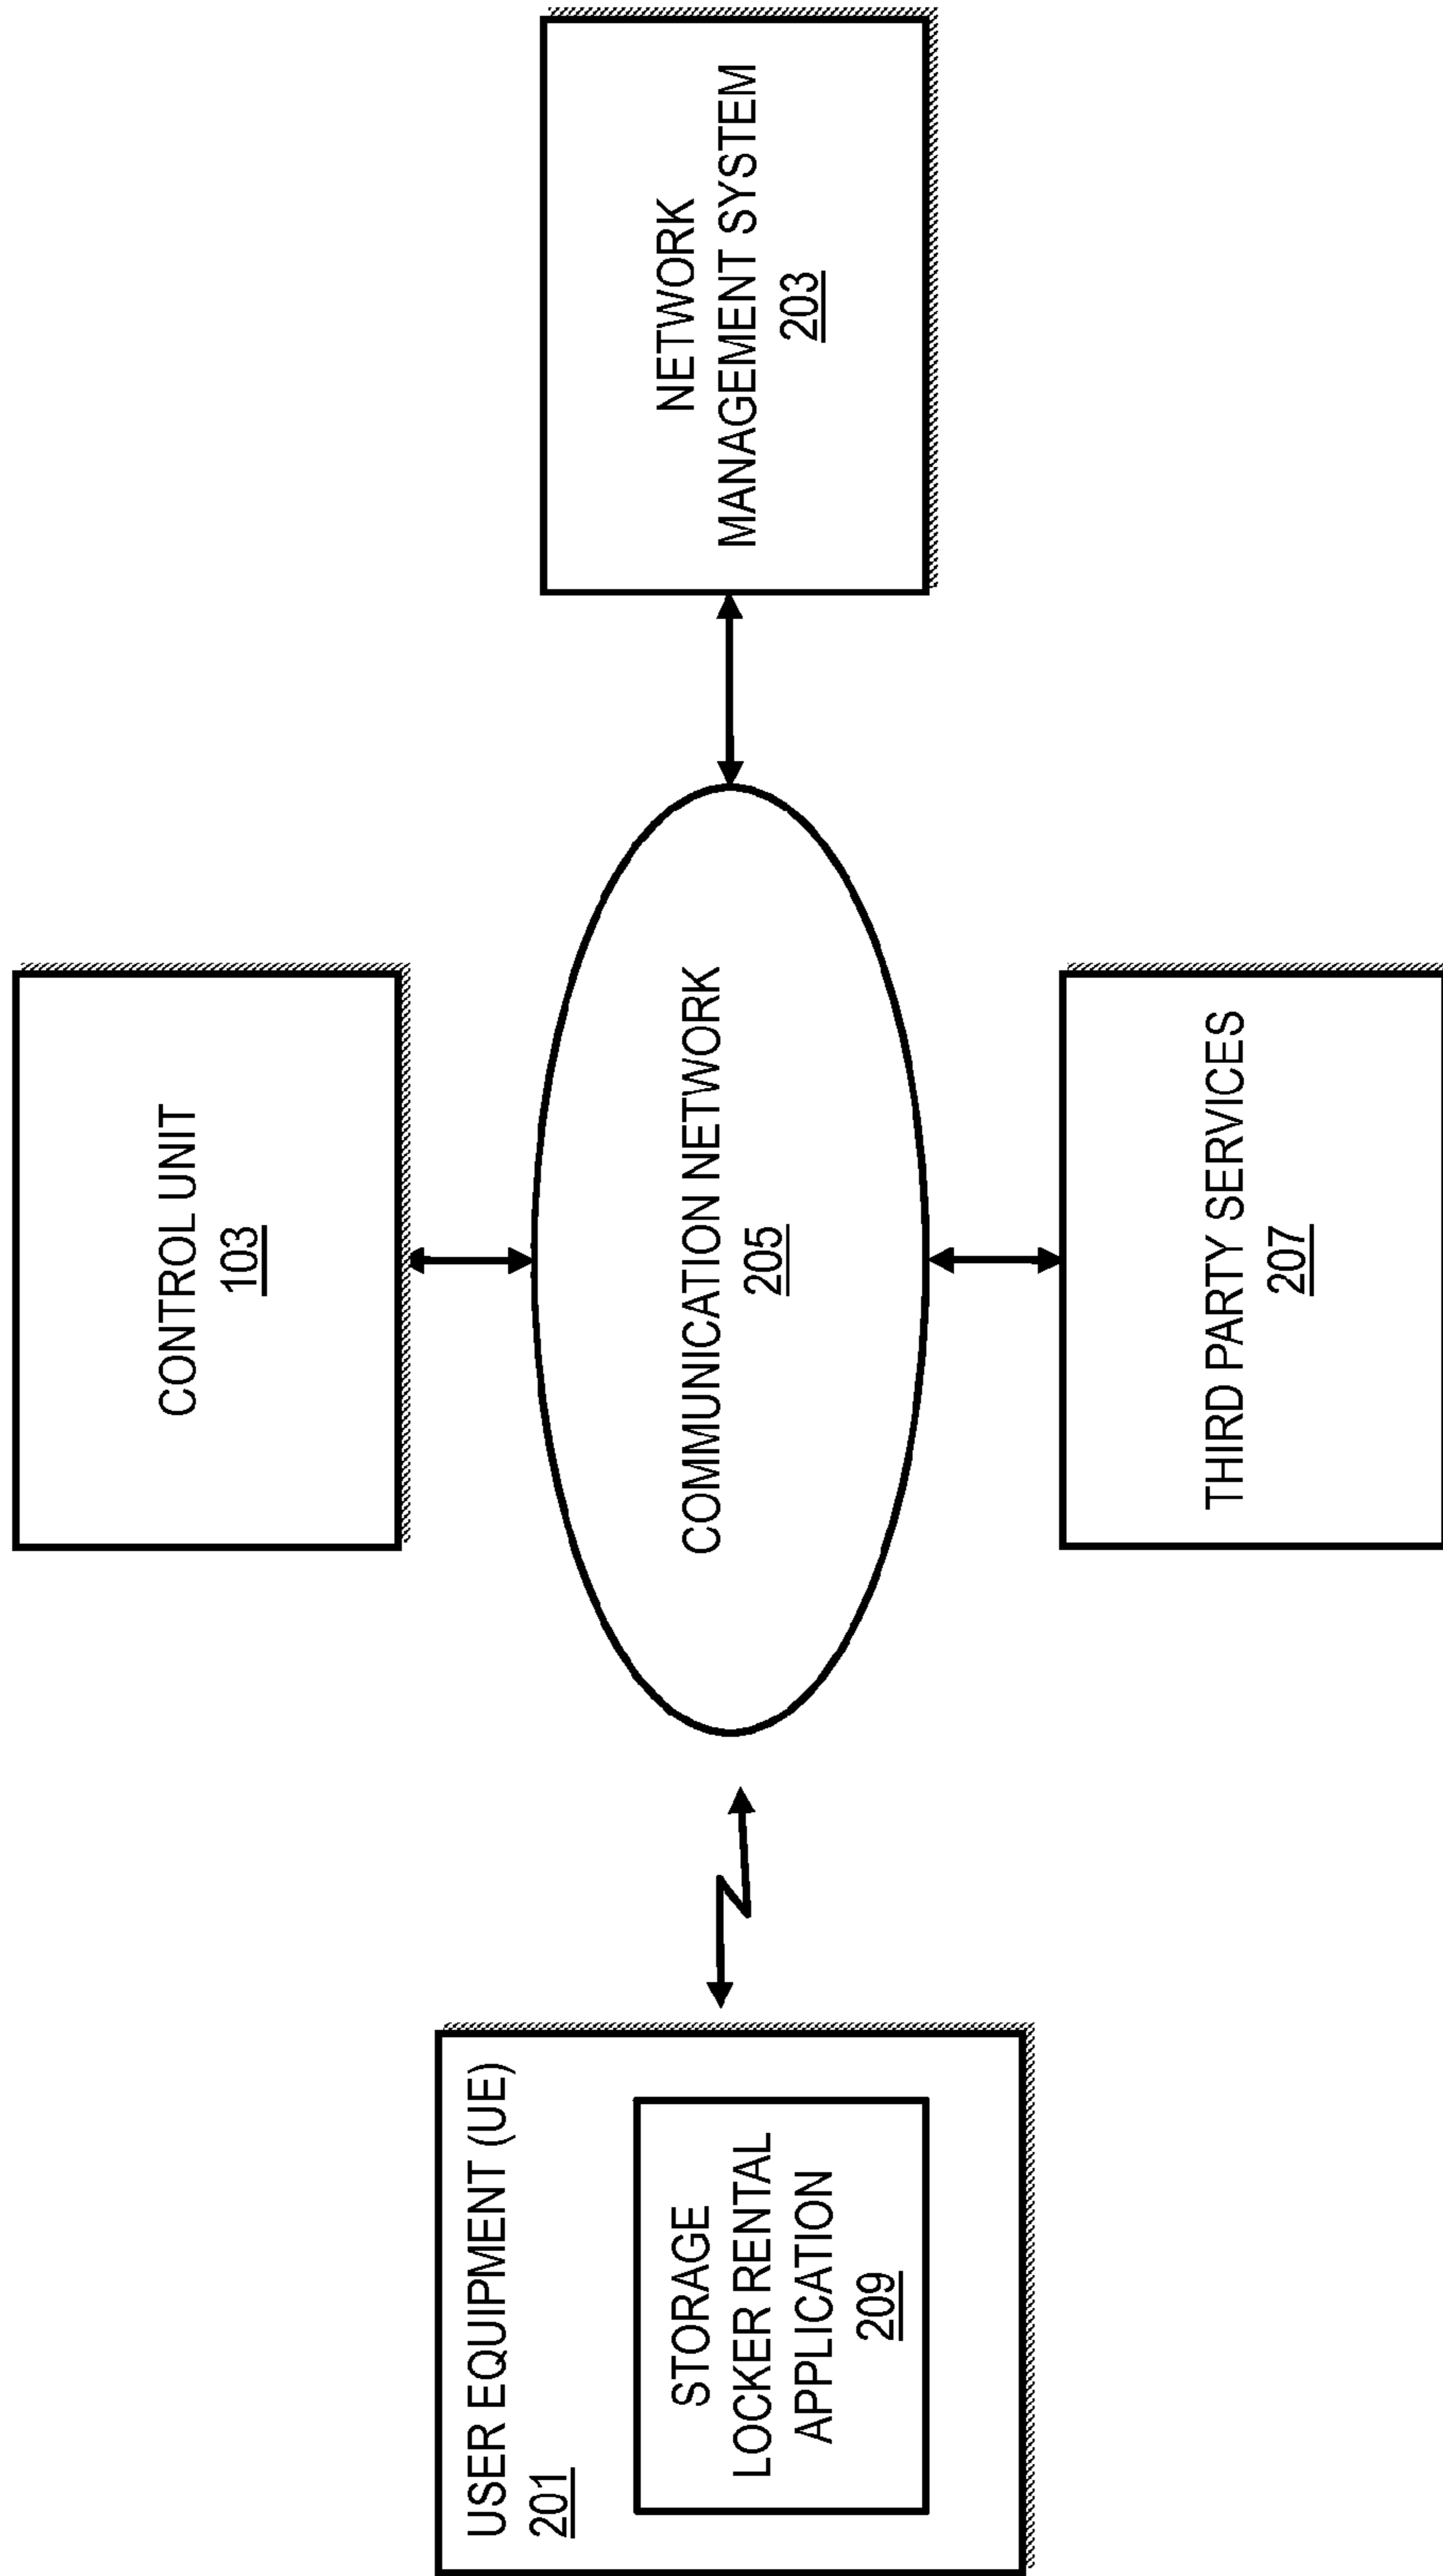 CONTROL UNIT
103
USER EQUIPMENT (UE)
201
STORAGE
LOCKER RENTAL
APPLICATION
209
COMMUNICATION NETWORK
205
NETWORK
MANAGEMENT SYSTEM
203
THIRD PARTY SERVICES
207